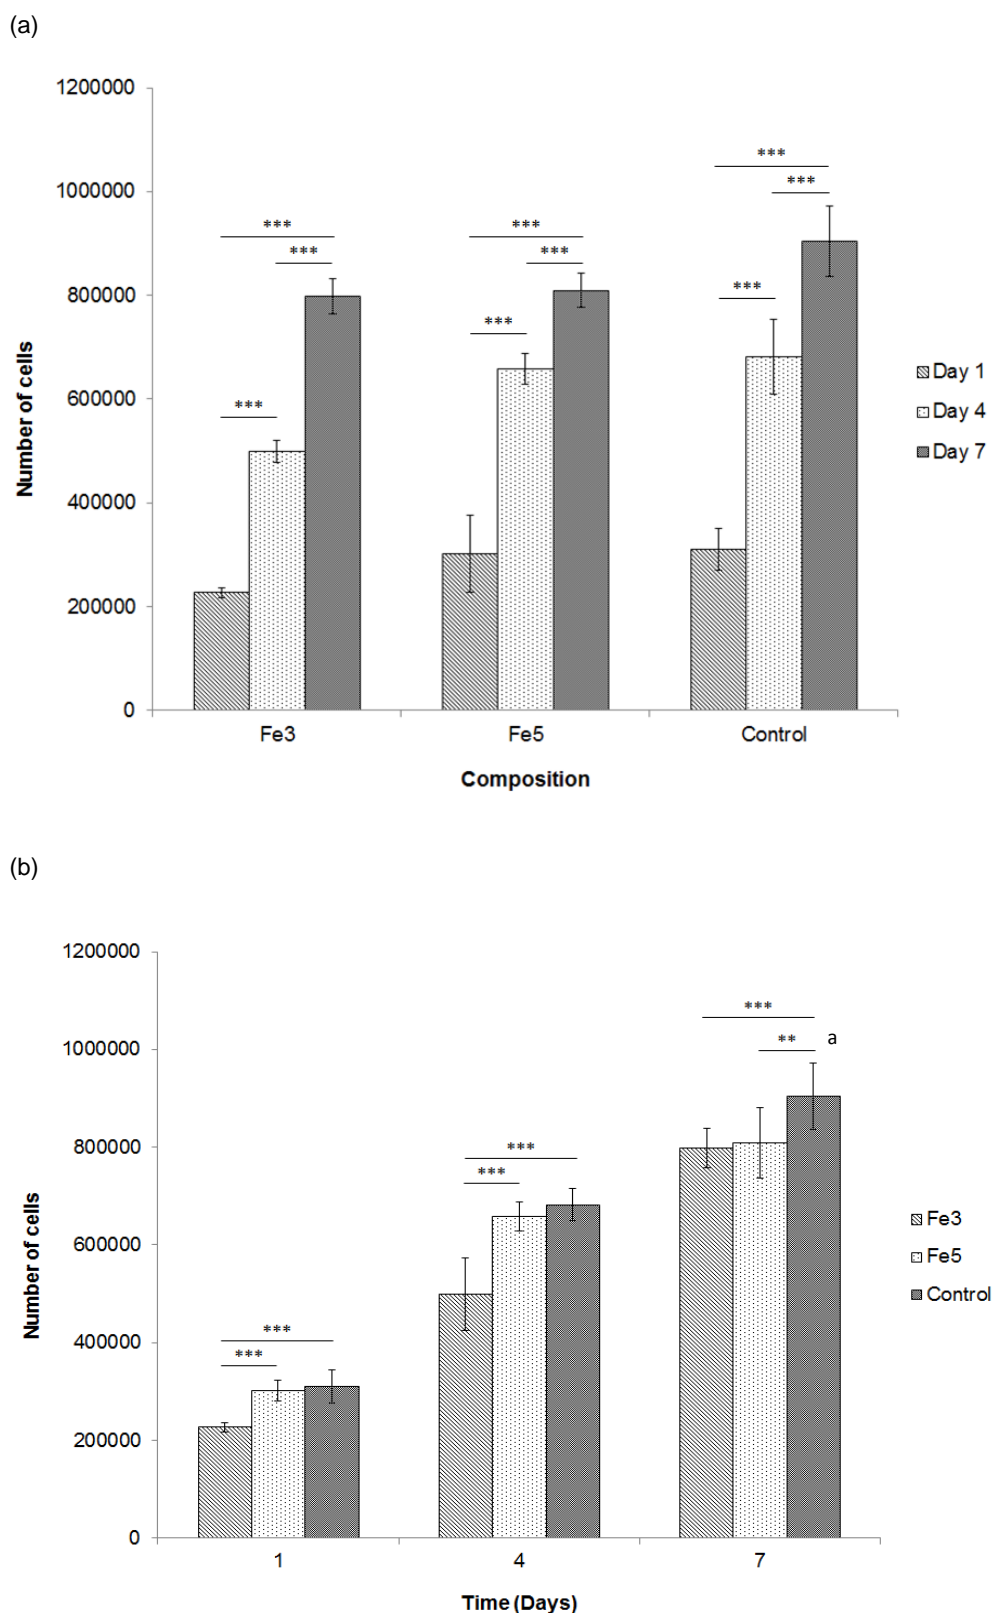 (a)
1200000
1000000
800000
600000
400000
200000
0
Number of cells
***
***
***
***
***
***
***
***
***
Day 1
Day 4
Day 7
Fe3 Fe5 Control
Composition
(b)
1200000
1000000
800000
600000
400000
200000
0
Number of cells
***
***
***
***
***
** a
Fe3
Fe5
Control
1 4 7
Time (Days)